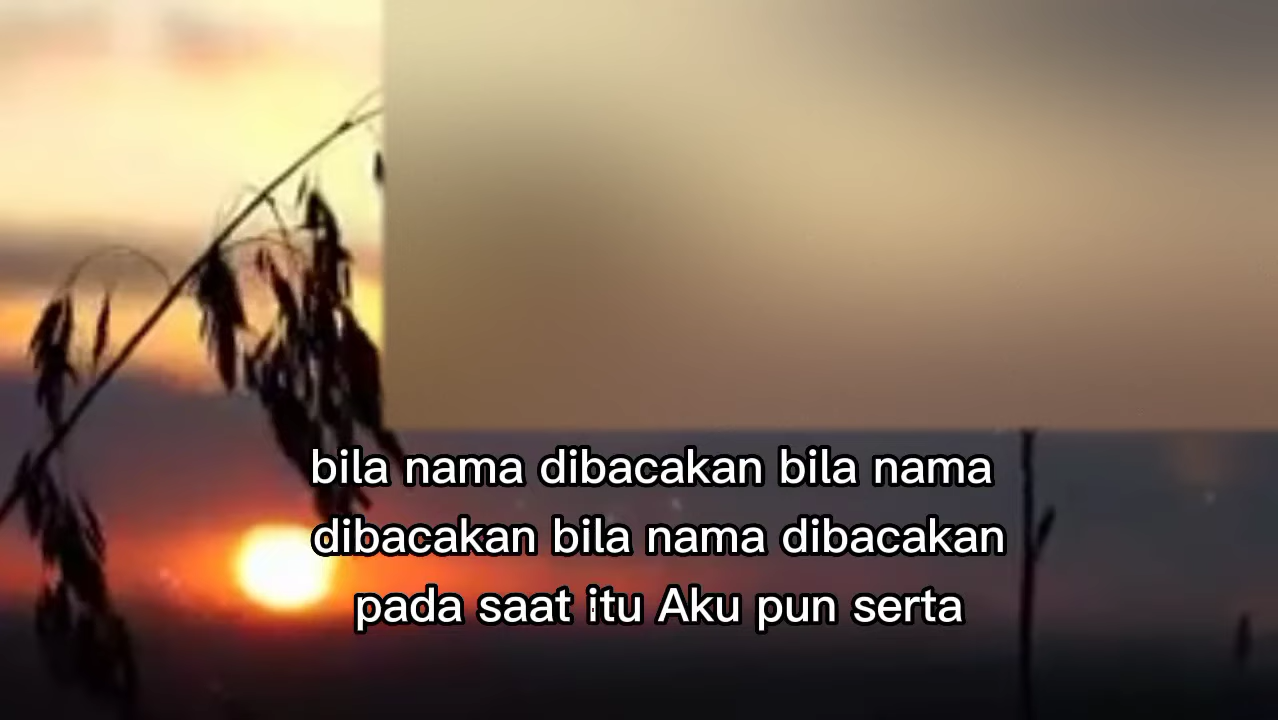 bila nama dibacakan bila nama
dibacakan bila nama dibacakan
pada saat itu Aku pun serta